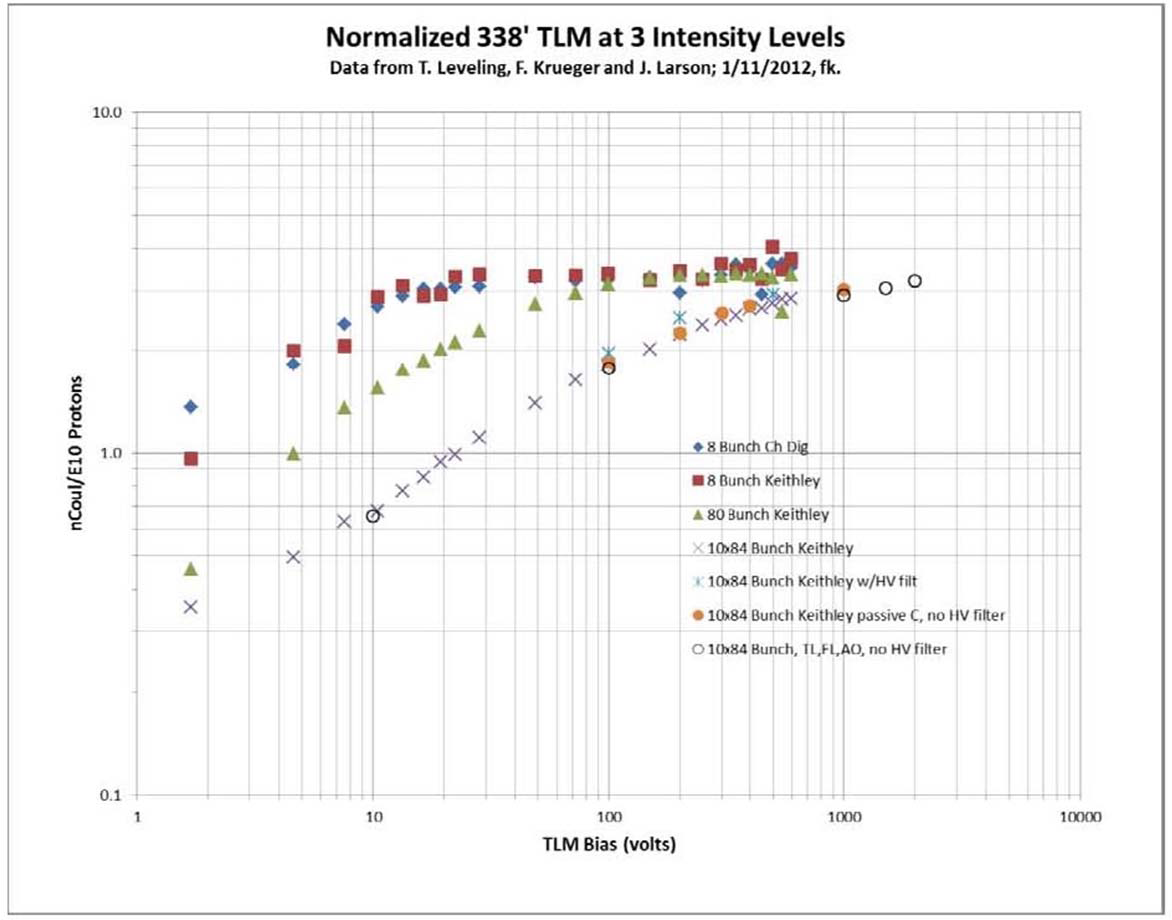 Normalized 338' TLM at 3 Intensity Levels
Data from T. Leveling, F. Krueger and J. Larson; 1/11/2012, fk.
10.0
1.0
0.1
nCoul/E10 Protons
8 Bunch Ch Dig
8 Bunch Keithley
80 Bunch Keithley
10x84 Bunch Keithley
10x84 Bunch Keithley w/HV filt
10x84 Bunch Keithley passive C, no HV filter
10x84 Bunch, TL,FL,AO, no HV filter
1 10 100 1000 10000
TLM Bias (volts)